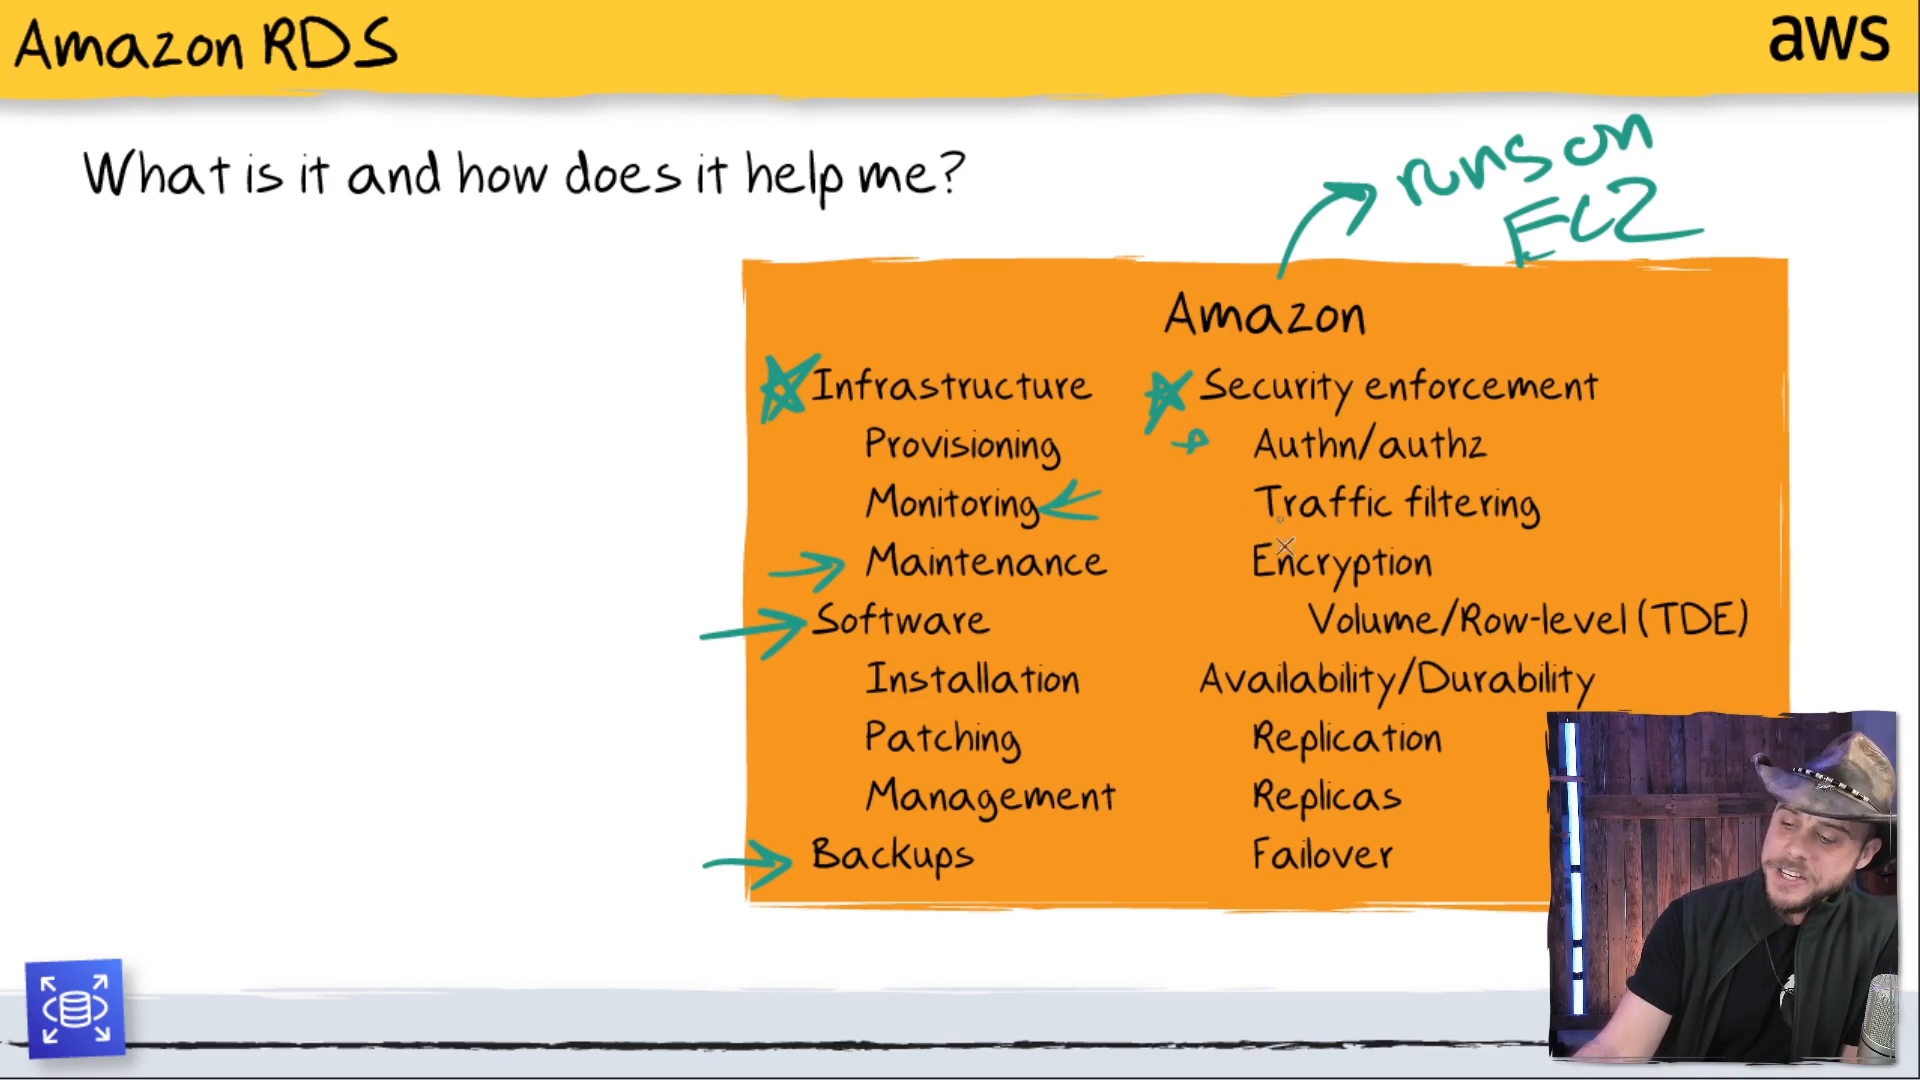 Amazon RDS
aws
What is it and how does it help me?
runs on
EC2
Amazon
Infrastructure
Provisioning
Monitoring
Maintenance
Software
Installation
Patching
Management
Backups
Security enforcement
Authn/authz
Traffic filtering
Encryption
Volume/Row-level (TDE)
Availability/Durability
Replication
Replicas
Failover